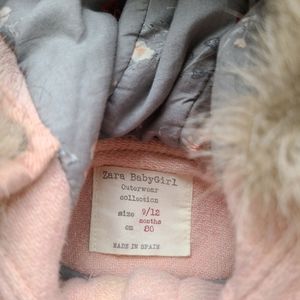 Zara BabyGirl
Outerwear
collection
size 9/12
months
cm 80
MADE IN SPAIN